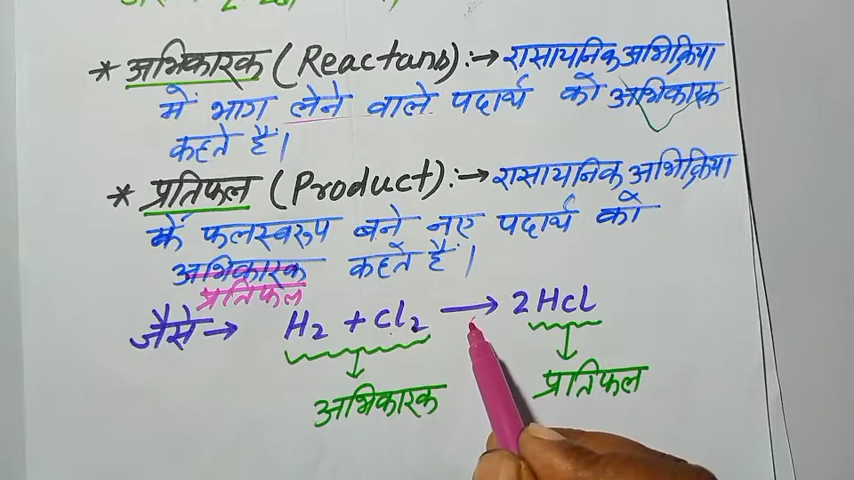 * अभिकारक (Reactans):→ रासायनिक अभिक्रिया
में भाग लेने वाले पदार्थ को अभिकारक
कहते हैं।
* प्रतिफल (Product):→ रासायनिक अभिक्रिया
के फलस्वरूप बने नए पदार्थ को
अभिकारक कहते हैं।
प्रतिफल
जैसे → H₂ + Cl₂ → 2HCl
अभिकारक प्रतिफल